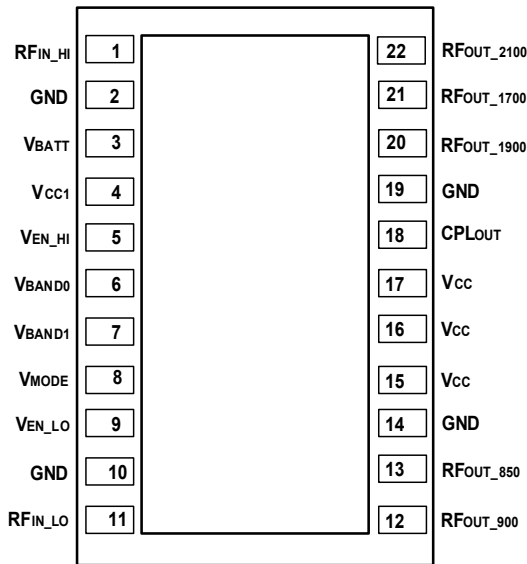 RFIN_HI 1 22 RFOUT_2100
GND 2 21 RFOUT_1700
VBATT 3 20 RFOUT_1900
VCC1 4 19 GND
VEN_HI 5 18 CPLOUT
VBAND0 6 17 VCC
VBAND1 7 16 VCC
VMODE 8 15 VCC
VEN_LO 9 14 GND
GND 10 13 RFOUT_850
RFIN_LO 11 12 RFOUT_900